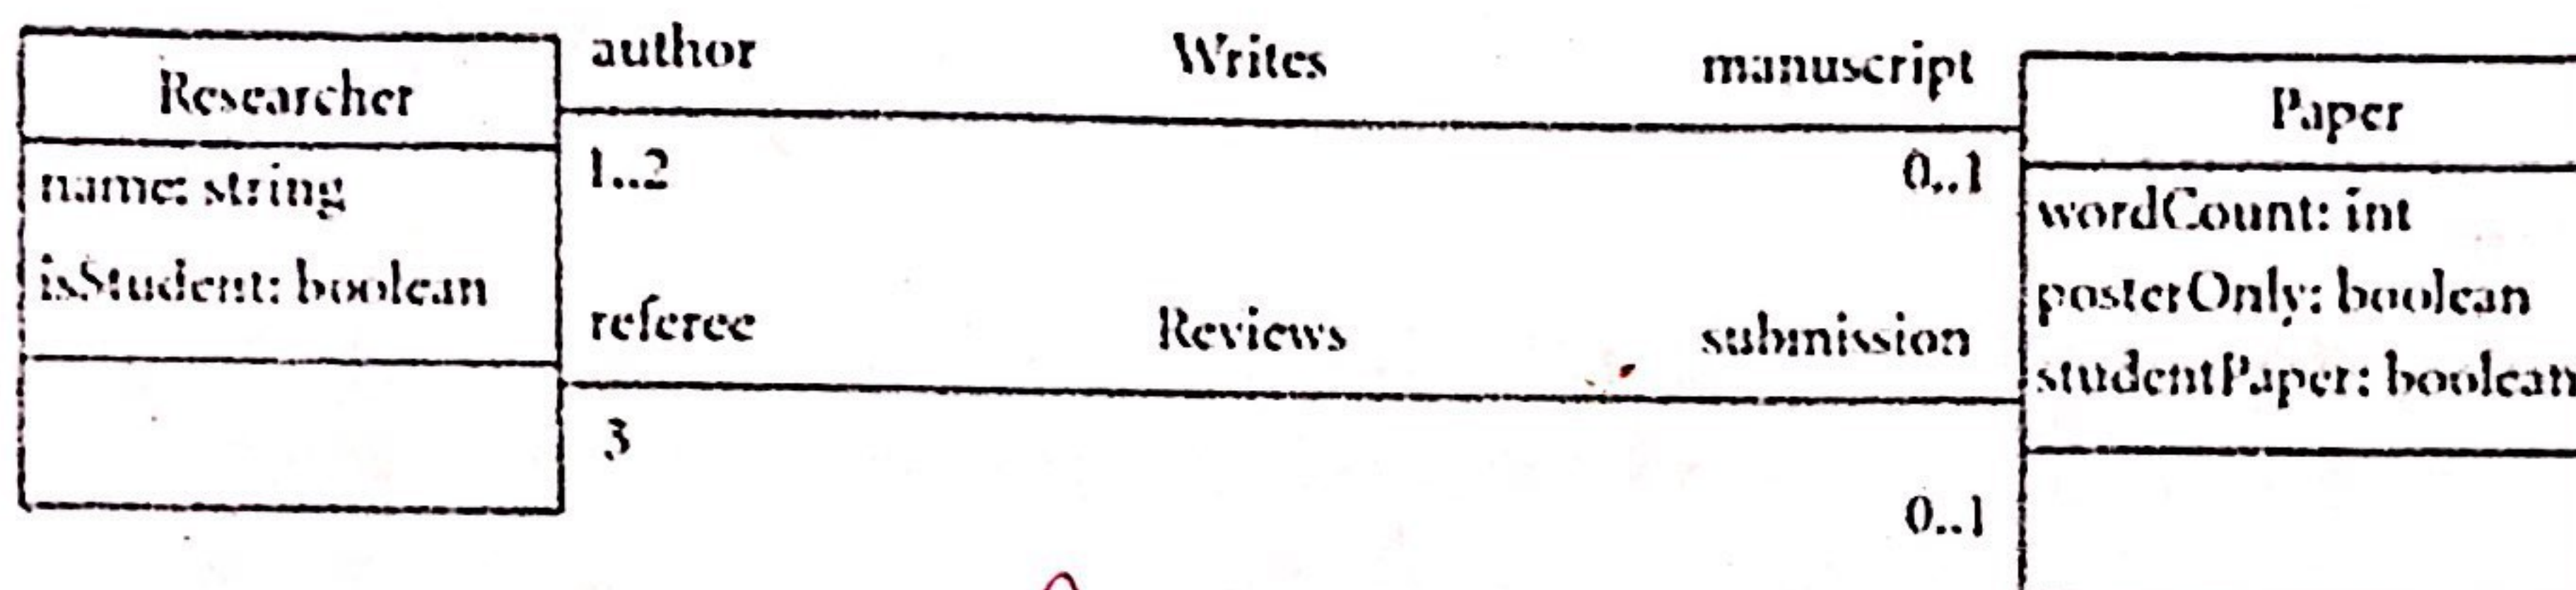 author Writes manuscript
Researcher Paper
1..2 0..1
name: string wordCount: int
isStudent: boolean posterOnly: boolean
referee Reviews submission
studentPaper: boolean
3
0..1